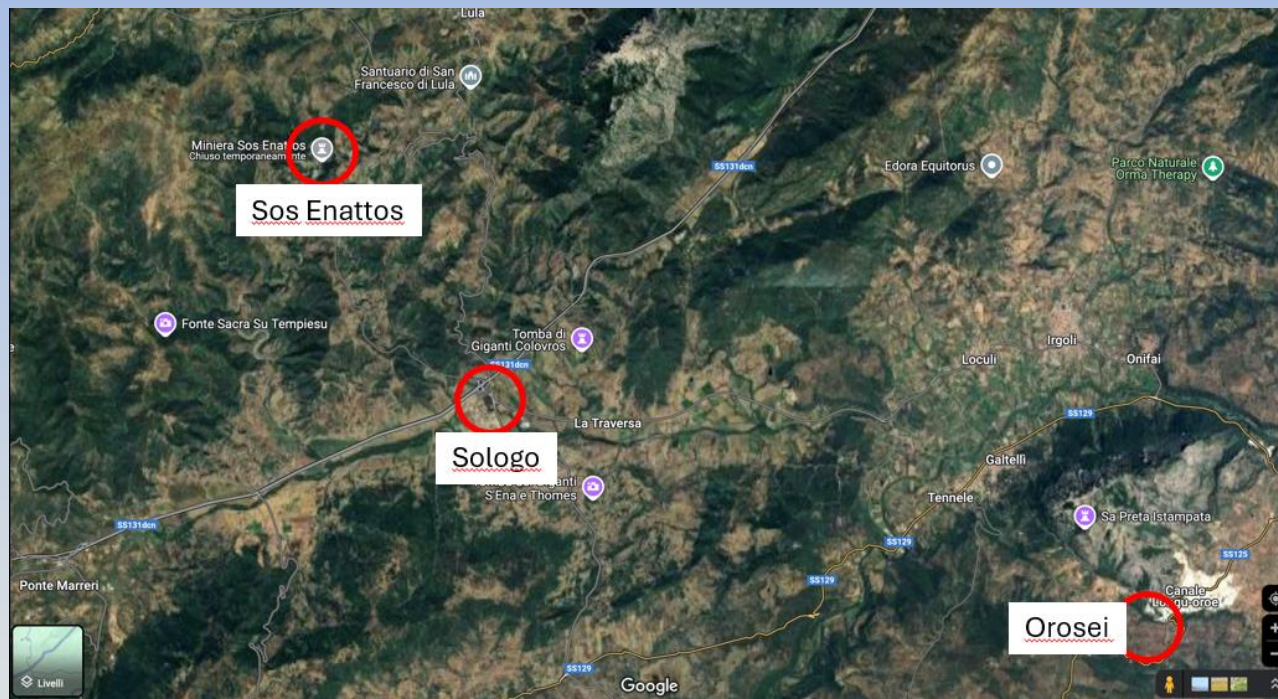 Lula
Santuario di San
Francesco di Lula
Miniera Sos Enattos
Chiuso temporaneamente
Sos Enattos
SS131dcn
Edora Equitorus
Parco Naturale
Orma Therapy
Fonte Sacra Su Tempiesu
Tomba di
Giganti Colovros
SS131dcn
Irgoli
Loculi
Onifai
La Traversa
SS129
Sologo
Galtellì
S'Ena e Thomes
Tennele
Sa Preta Istampata
SS131dcn
SS129
SS125
Ponte Marreri
SS129
Canale
Orosei
Livelli
SS129
Google